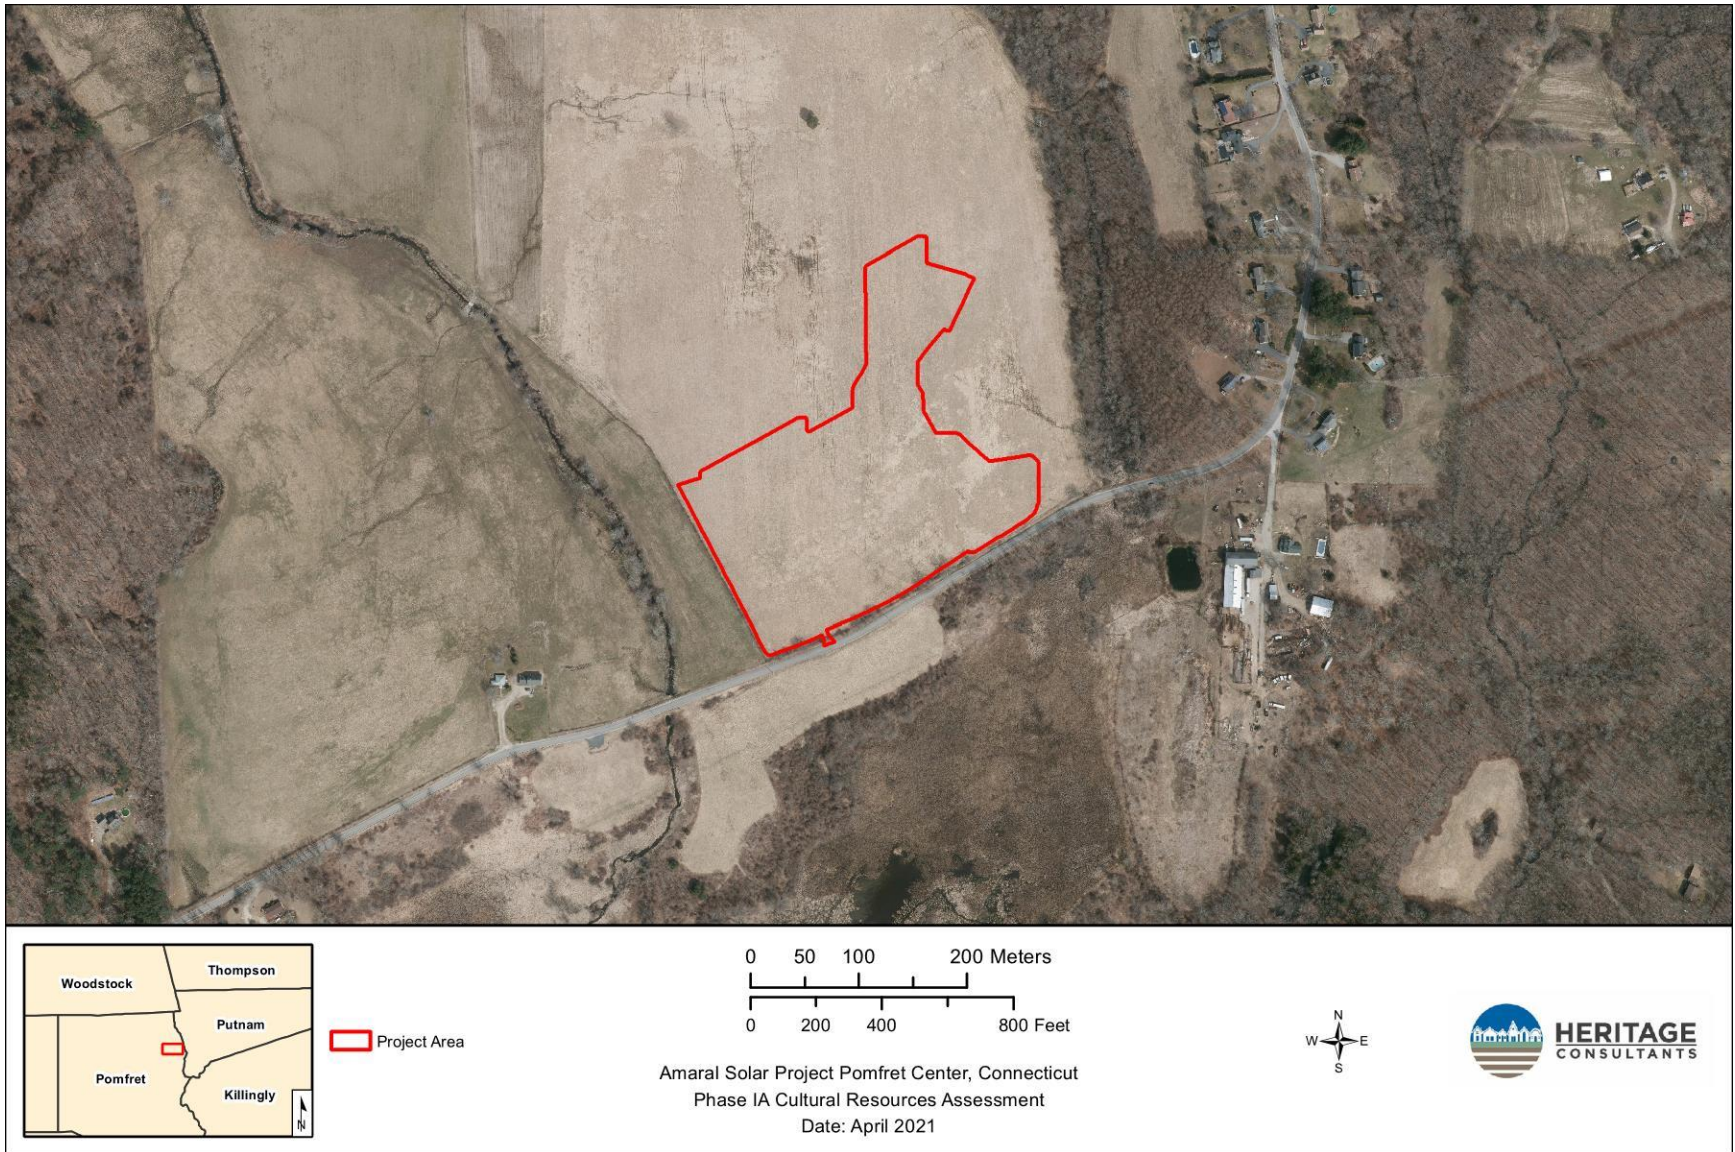 Woodstock
Thompson
Putnam
Pomfret
Killingly
N
Project Area
0 50 100 200 Meters
0 200 400 800 Feet
Amaral Solar Project Pomfret Center, Connecticut
Phase IA Cultural Resources Assessment
Date: April 2021
N
W E
S
HERITAGE
CONSULTANTS